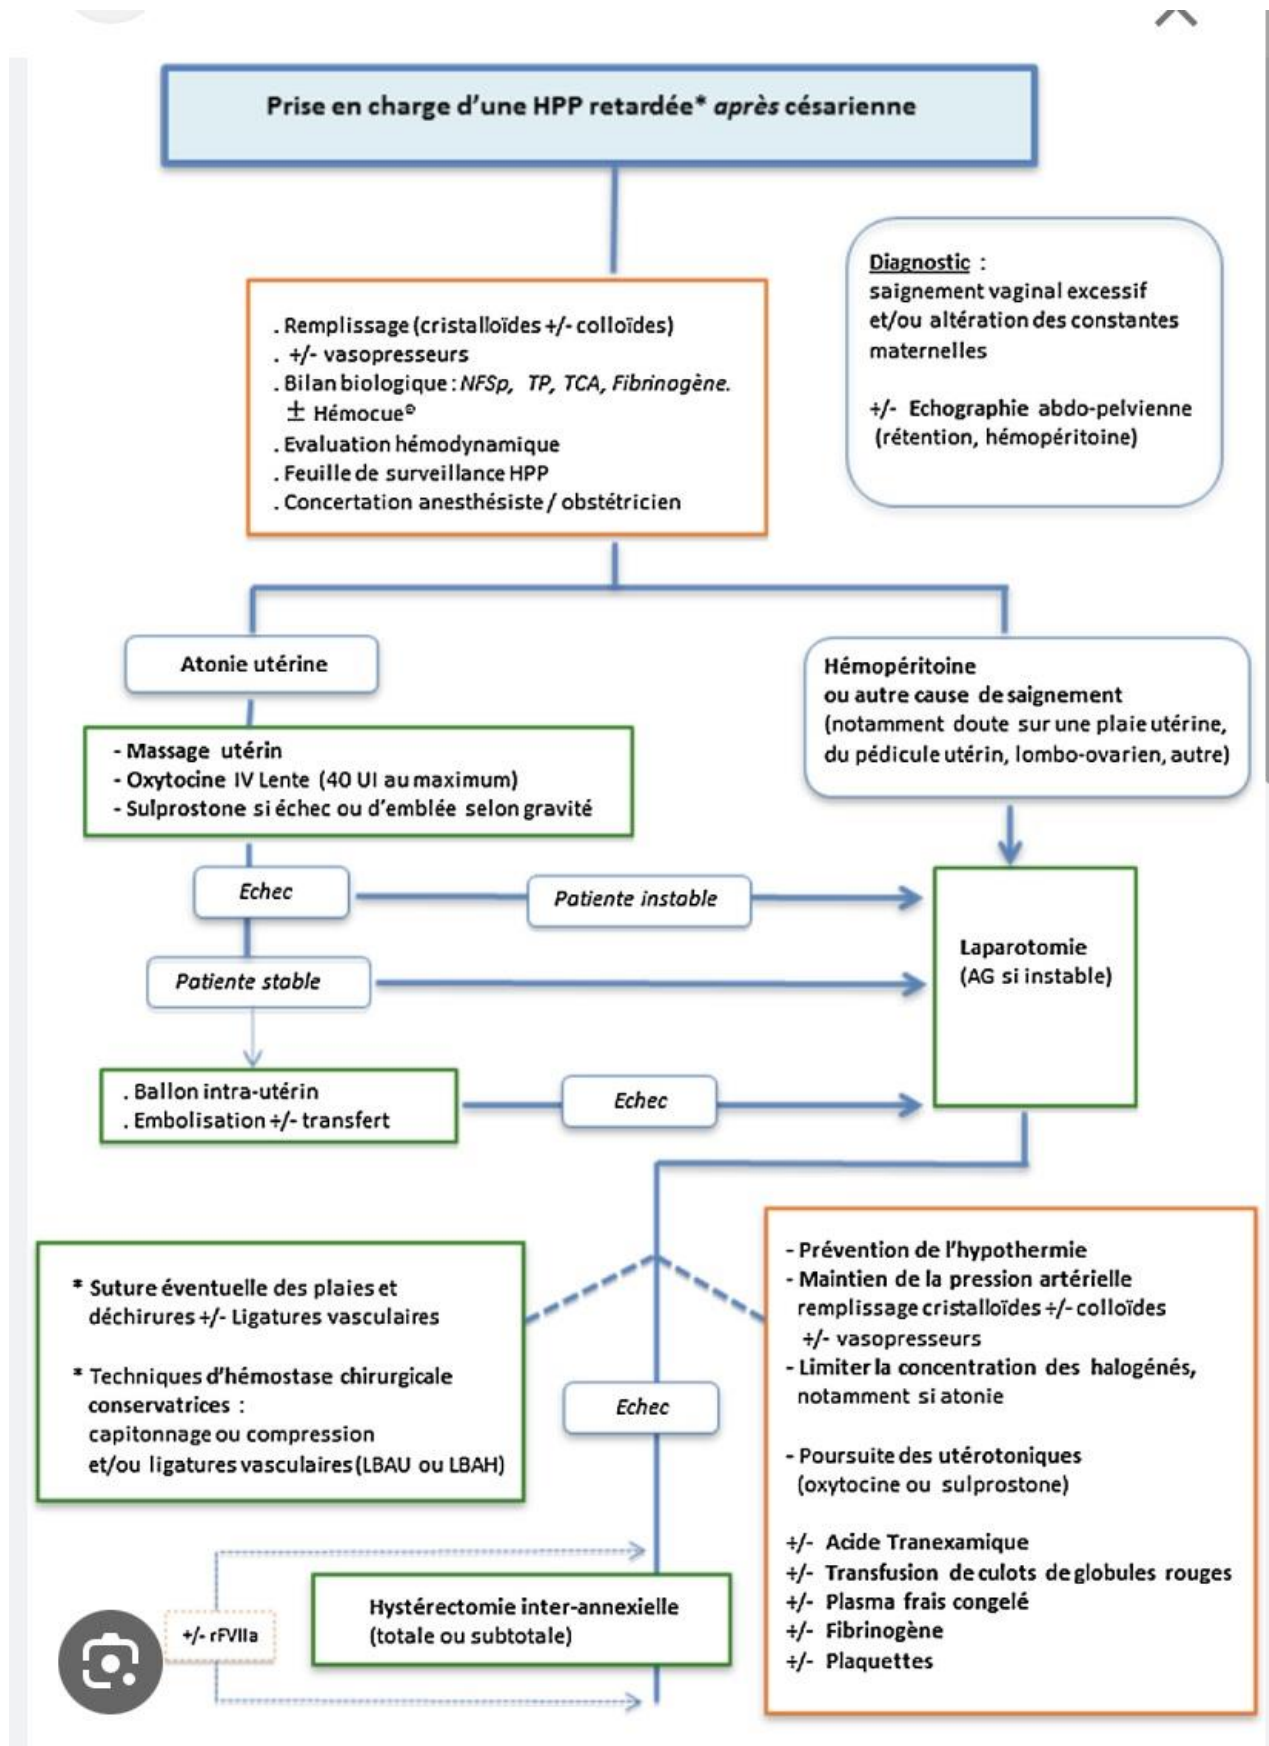 Prise en charge d'une HPP retardée* après césarienne
Diagnostic :
saignement vaginal excessif
et/ou altération des constantes
maternelles
+/- Echographie abdo-pelvienne
(rétention, hémopéritoine)
. Remplissage (cristalloïdes +/- colloïdes)
. +/- vasopresseurs
. Bilan biologique : NFSp, TP, TCA, Fibrinogène.
± Hémocue©
. Evaluation hémodynamique
. Feuille de surveillance HPP
. Concertation anesthésiste / obstétricien
Atonie utérine
- Massage utérin
- Oxytocine IV Lente (40 UI au maximum)
- Sulprostone si échec ou d'emblée selon gravité
Hémopéritoine
ou autre cause de saignement
(notamment doute sur une plaie utérine,
du pédicule utérin, lombo-ovarien, autre)
Echec
Patiente instable
Patiente stable
Laparotomie
(AG si instable)
. Ballon intra-utérin
. Embolisation +/- transfert
Echec
* Suture éventuelle des plaies et
déchirures +/- Ligatures vasculaires
* Techniques d'hémostase chirurgicale
conservatrices :
capitonnage ou compression
et/ou ligatures vasculaires (LBAU ou LBAH)
- Prévention de l'hypothermie
- Maintien de la pression artérielle
remplissage cristalloïdes +/- colloïdes
+/- vasopresseurs
- Limiter la concentration des halogénés,
notamment si atonie
- Poursuite des utérotoniques
(oxytocine ou sulprostone)
+/- Acide Tranexamique
+/- Transfusion de culots de globules rouges
+/- Plasma frais congelé
+/- Fibrinogène
+/- Plaquettes
Echec
+/- rFVIIa
Hystérectomie inter-annexielle
(totale ou subtotale)